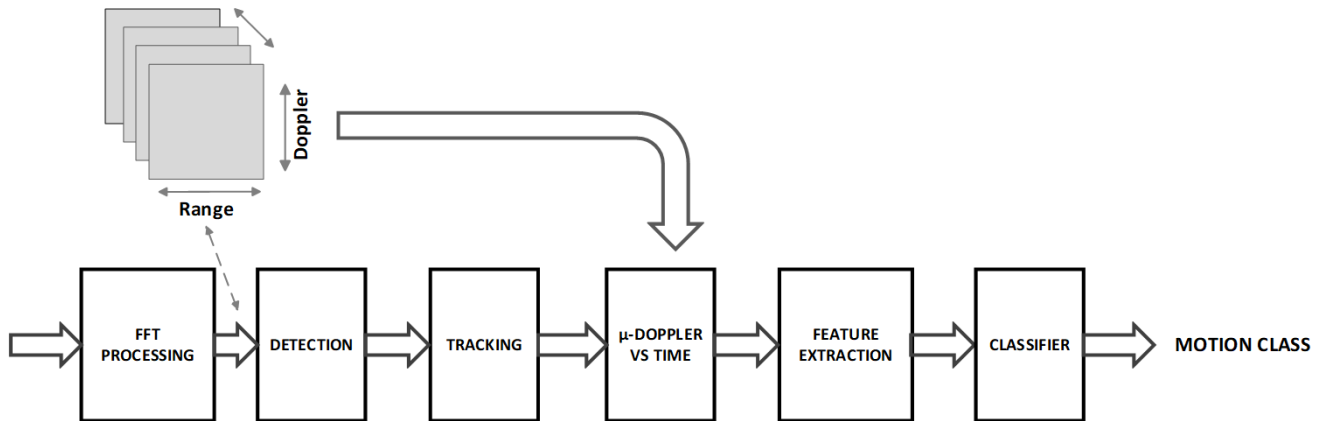 Doppler
Range
FFT
PROCESSING
DETECTION
TRACKING
µ-DOPPLER
VS TIME
FEATURE
EXTRACTION
CLASSIFIER
MOTION CLASS